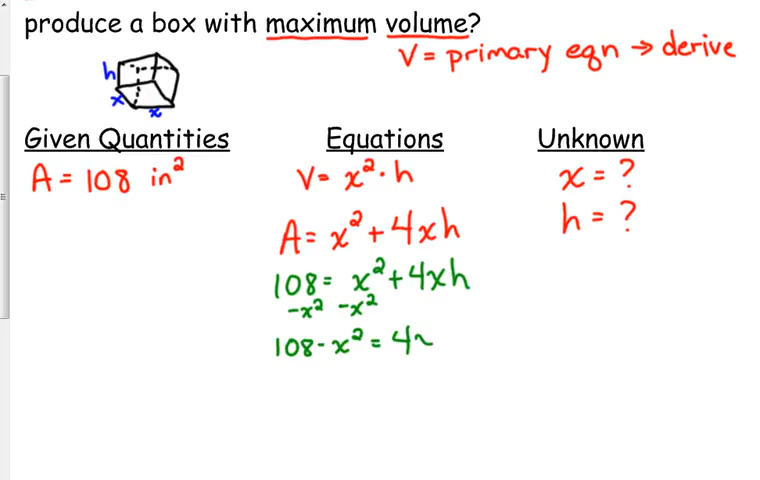 produce a box with maximum volume?
V = primary eqn → derive
h
x
x
Given Quantities
Equations
Unknown
A = 108 in²
V = x² · h
x = ?
A = x² + 4xh
h = ?
108 = x² + 4xh
-x² -x²
108 - x² = 4